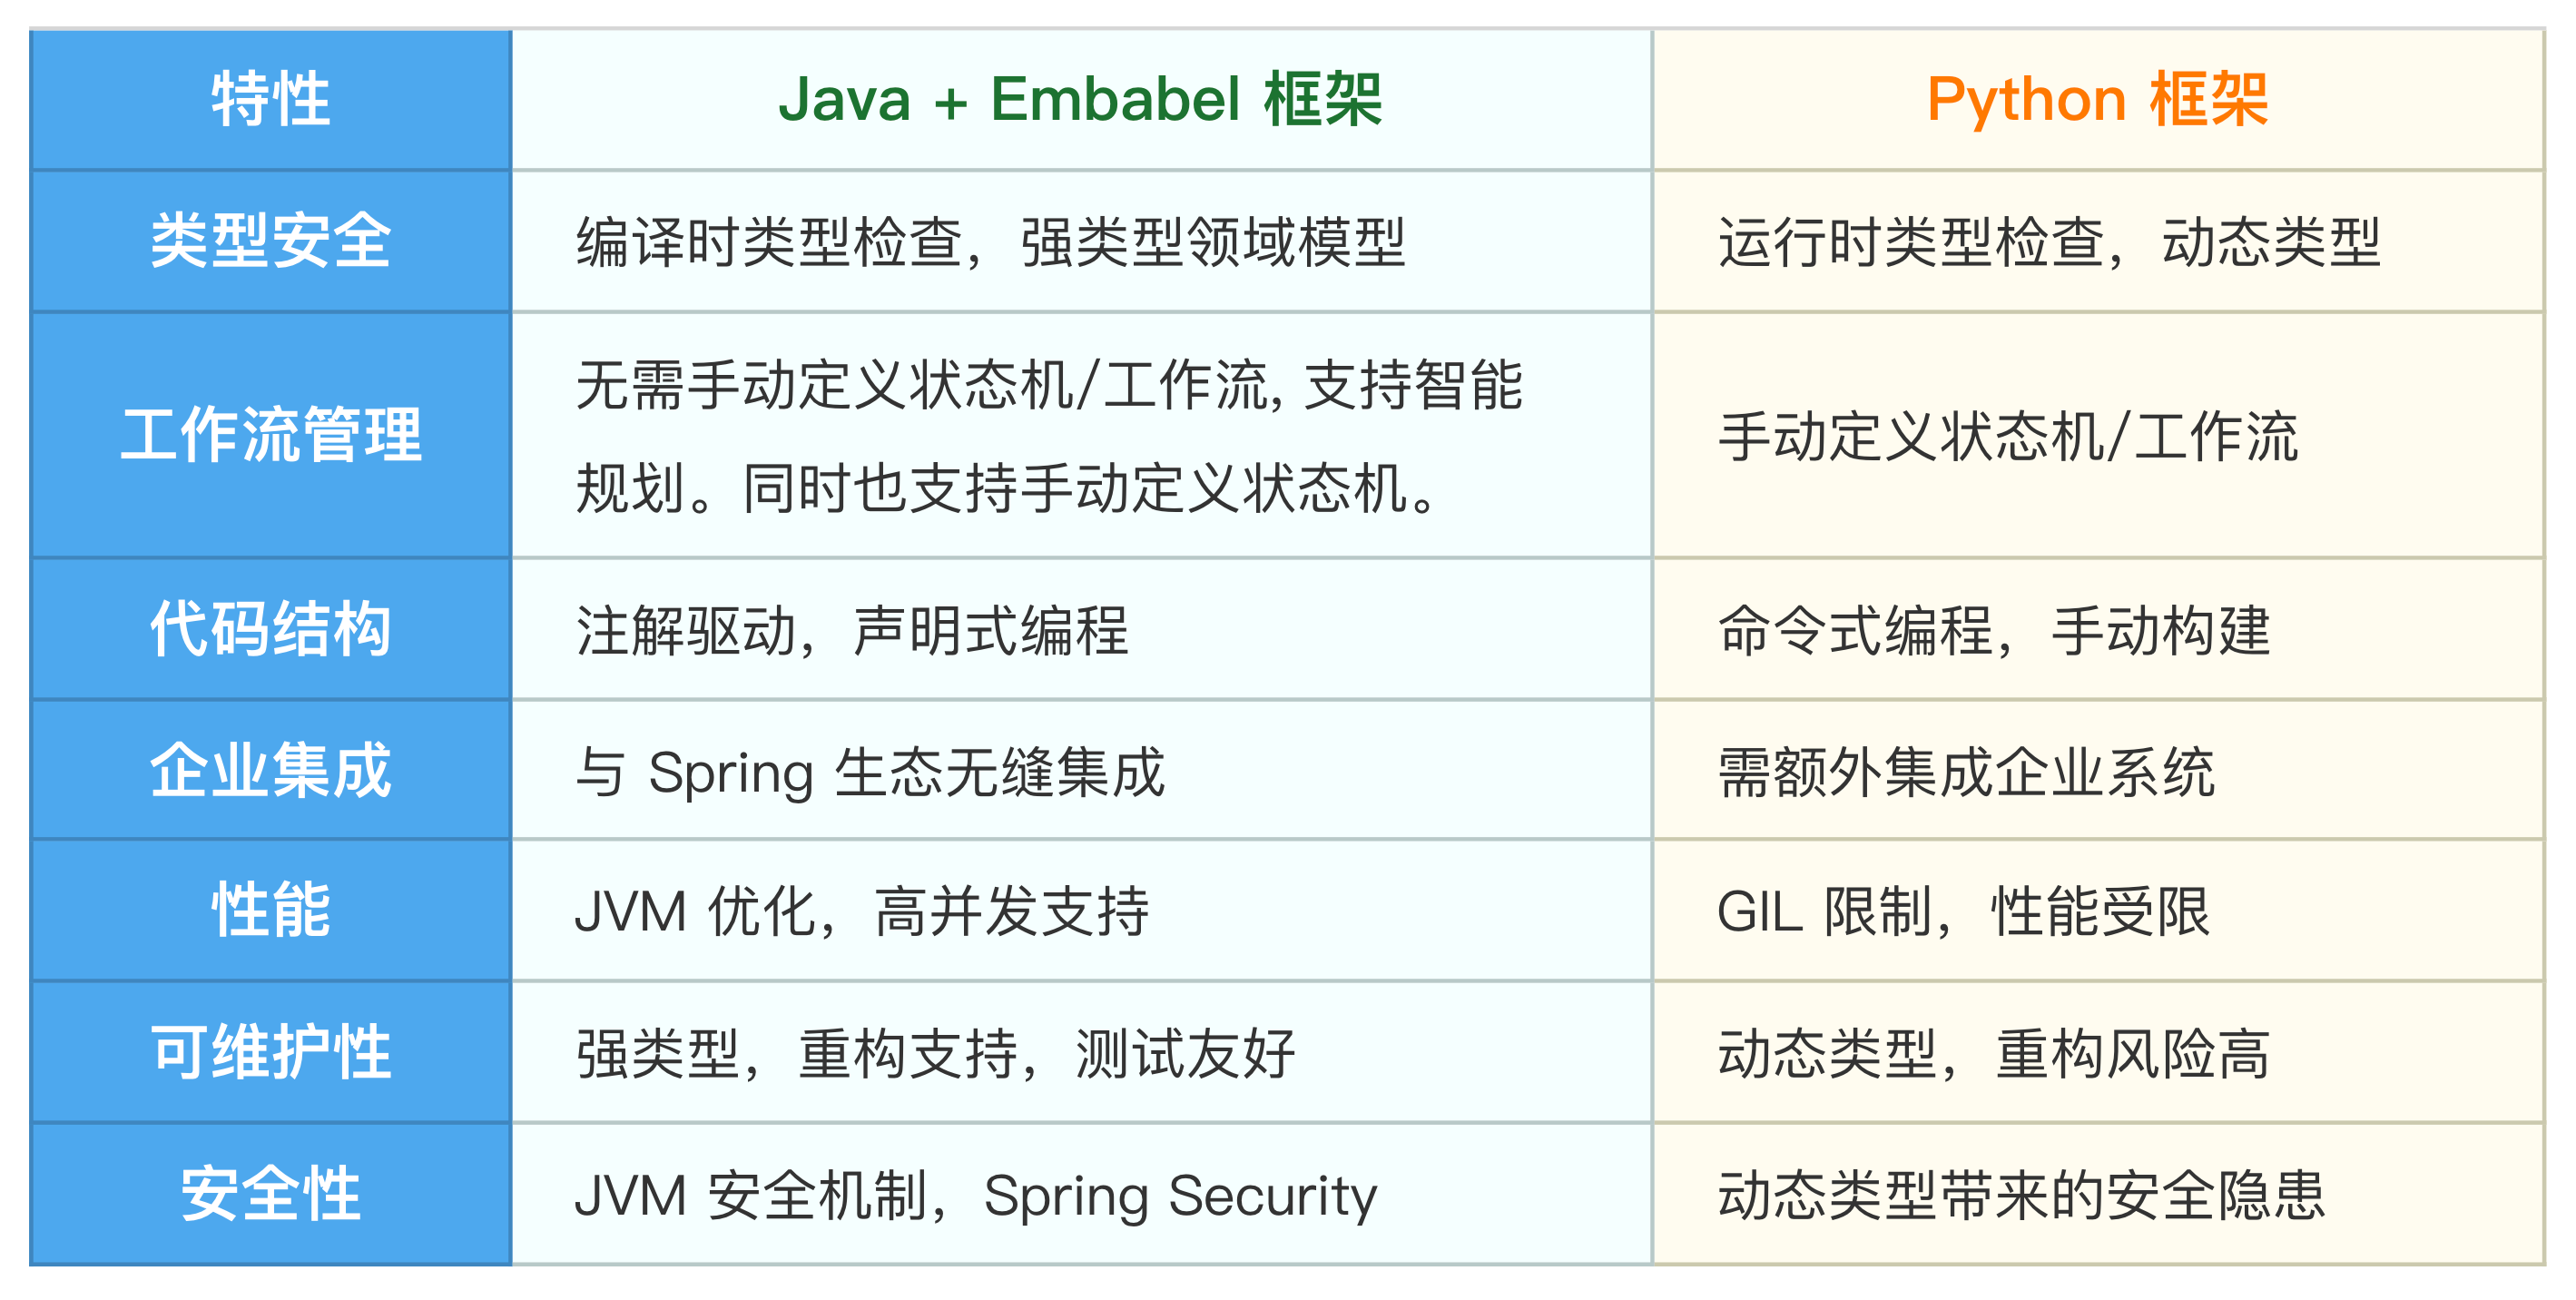 特性
Java + Embabel 框架
Python 框架
类型安全
编译时类型检查，强类型领域模型
运行时类型检查，动态类型
工作流管理
无需手动定义状态机/工作流, 支持智能
规划。同时也支持手动定义状态机。
手动定义状态机/工作流
代码结构
注解驱动，声明式编程
命令式编程，手动构建
企业集成
与 Spring 生态无缝集成
需额外集成企业系统
性能
JVM 优化，高并发支持
GIL 限制，性能受限
可维护性
强类型，重构支持，测试友好
动态类型，重构风险高
安全性
JVM 安全机制，Spring Security
动态类型带来的安全隐患